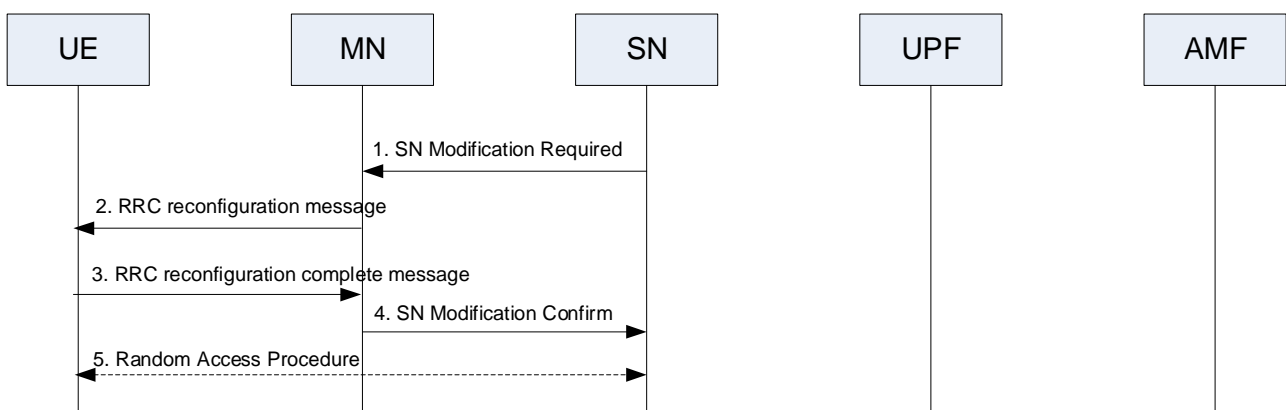 UE
MN
SN
UPF
AMF
1. SN Modification Required
2. RRC reconfiguration message
3. RRC reconfiguration complete message
4. SN Modification Confirm
5. Random Access Procedure